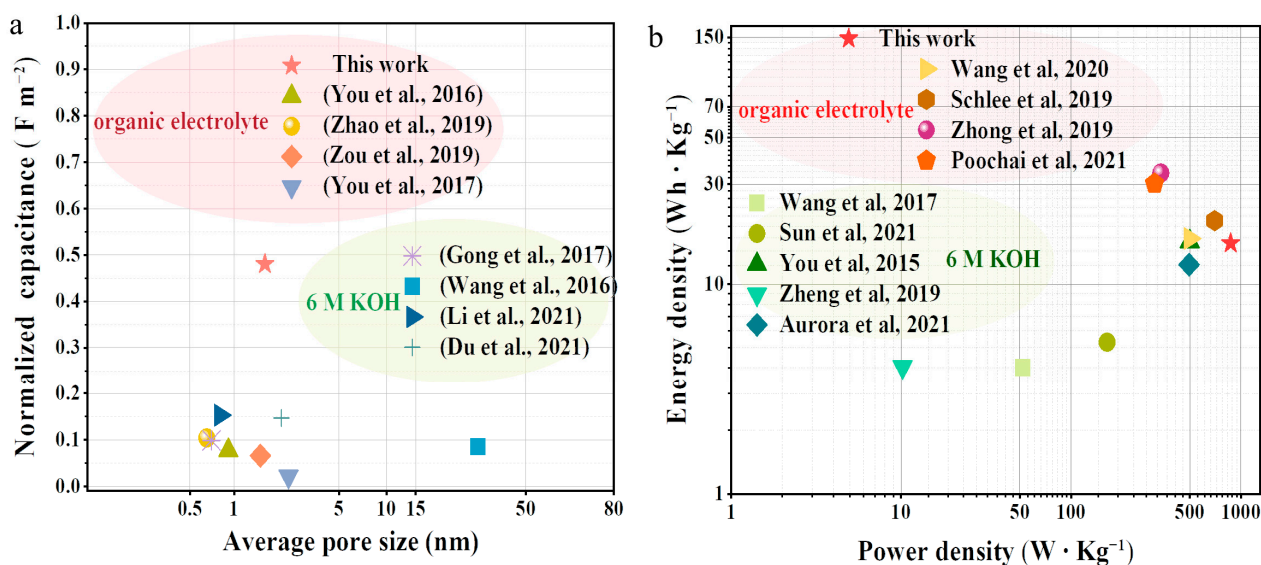 a
1.0
0.9
0.8
0.7
0.6
0.5
0.4
0.3
0.2
0.1
0.0
Normalized capacitance ( F m⁻²)
This work
(You et al., 2016)
organic electrolyte
(Zhao et al., 2019)
(Zou et al., 2019)
(You et al., 2017)
(Gong et al., 2017)
(Wang et al., 2016)
6 M KOH
(Li et al., 2021)
(Du et al., 2021)
0.5 1 5 10 15 50 80
Average pore size (nm)
b
150
70
50
30
10
1
Energy density (Wh · Kg⁻¹)
This work
Wang et al, 2020
Schlee et al, 2019
organic electrolyte
Zhong et al, 2019
Poochai et al, 2021
Wang et al, 2017
Sun et al, 2021
You et al, 2015
6 M KOH
Zheng et al, 2019
Aurora et al, 2021
1 10 50 100 500 1000
Power density (W · Kg⁻¹)